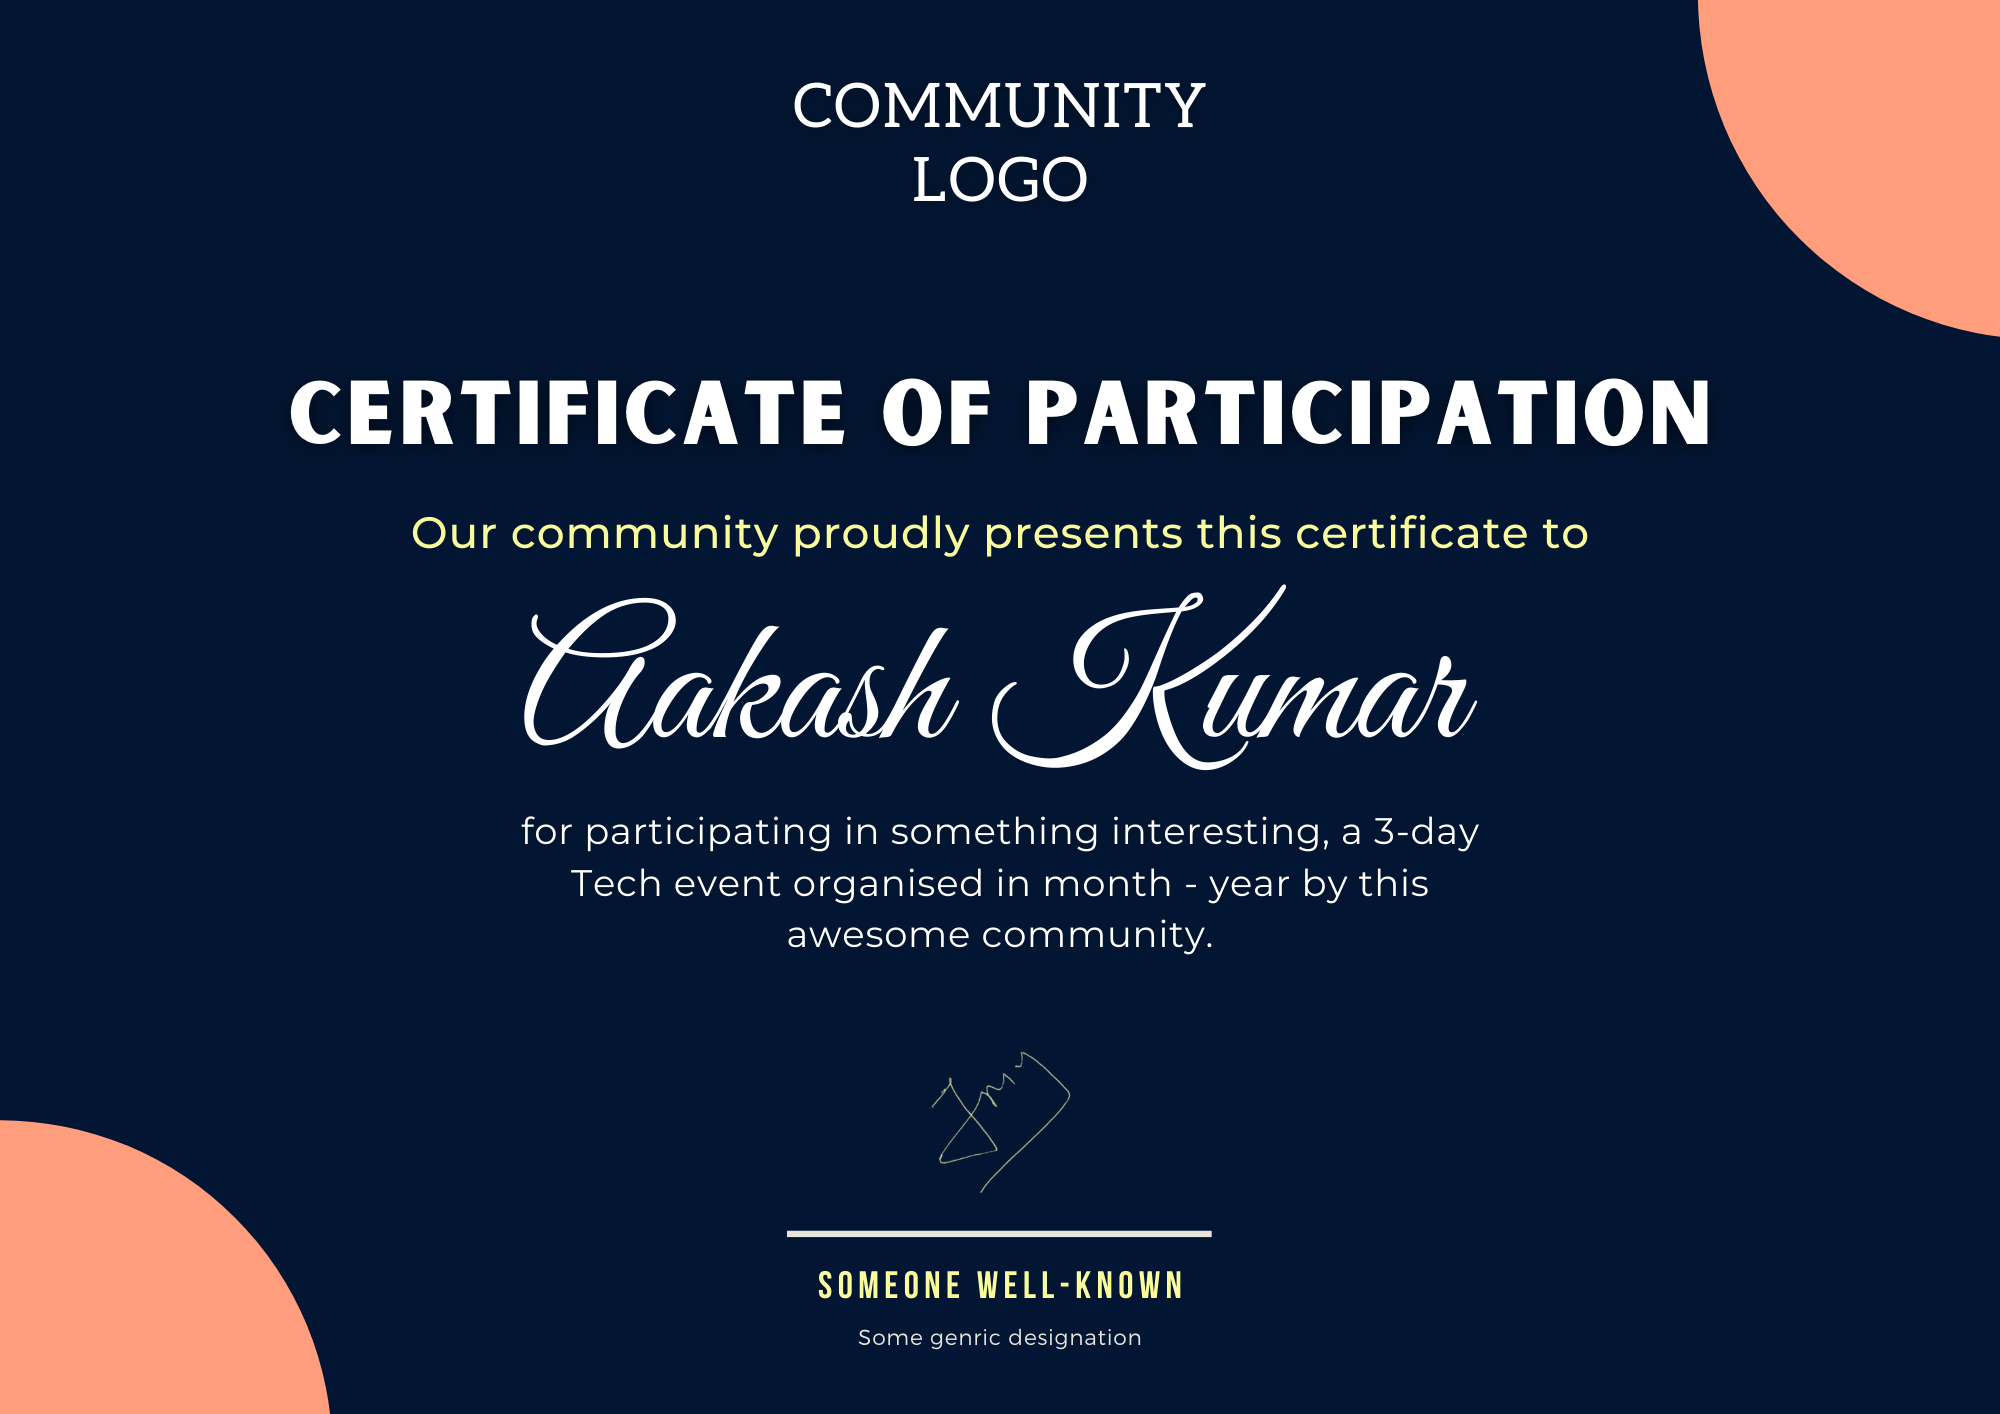 COMMUNITY
LOGO
CERTIFICATE OF PARTICIPATION
Our community proudly presents this certificate to
Aakash Kumar
for participating in something interesting, a 3-day
Tech event organised in month - year by this
awesome community.
SOMEONE WELL-KNOWN
Some genric designation